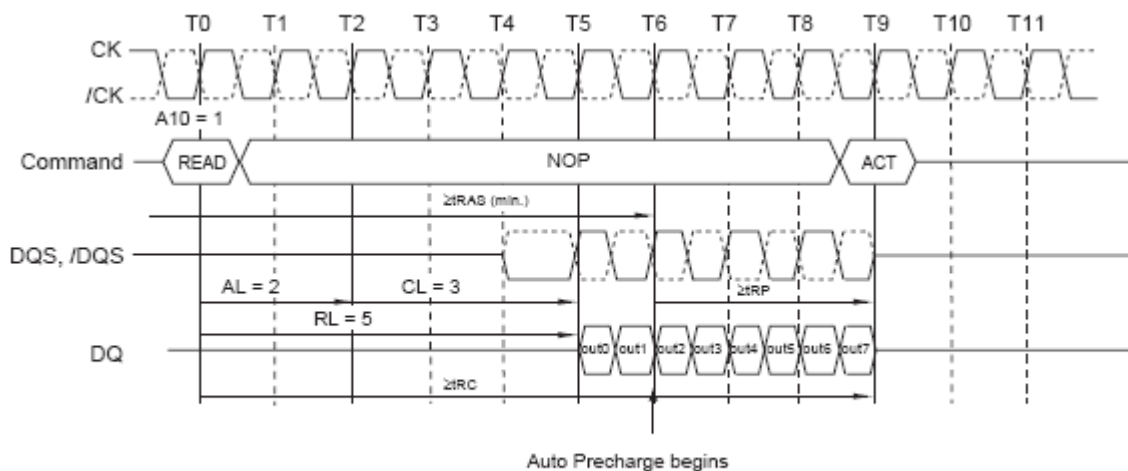 T0 T1 T2 T3 T4 T5 T6 T7 T8 T9 T10 T11
CK
/CK
A10 = 1
Command READ NOP ACT
≥tRAS (min.)
DQS, /DQS
≥tRP
AL = 2 CL = 3
RL = 5
DQ out0 out1 out2 out3 out4 out5 out6 out7
≥tRC
Auto Precharge begins